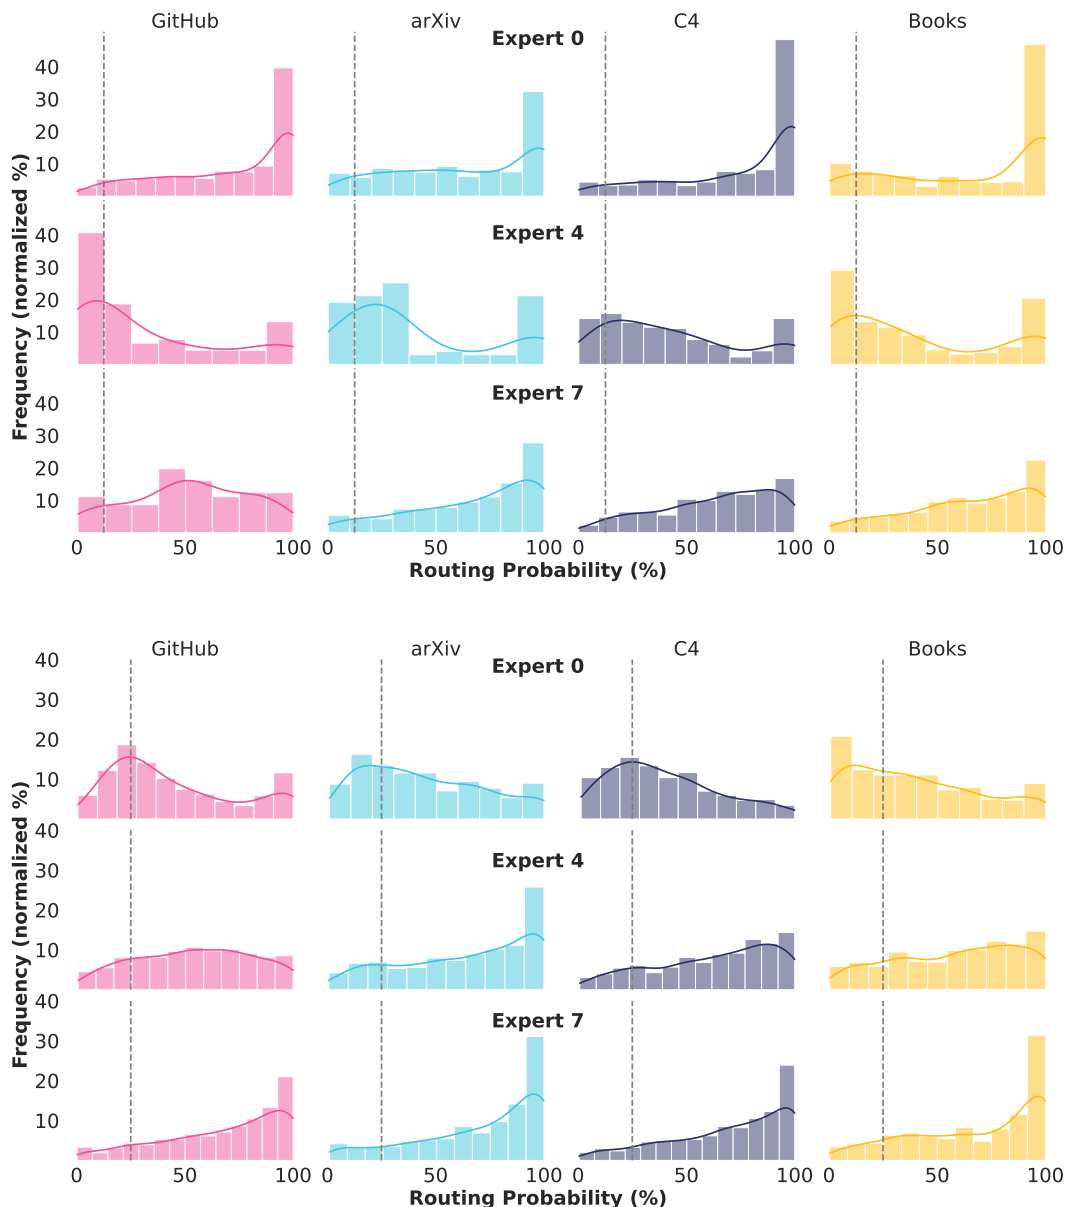 GitHub arXiv C4 Books
Expert 0
40
30
20
10
Expert 4
40
30
20
10
Expert 7
40
30
20
10
Frequency (normalized %)
0 50 100 0 50 100 0 50 100 0 50 100
Routing Probability (%)
GitHub arXiv C4 Books
Expert 0
40
30
20
10
40
Expert 4
30
20
10
40
Expert 7
30
20
10
Frequency (normalized %)
0 50 100 0 50 100 0 50 100 0 50 100
Routing Probability (%)